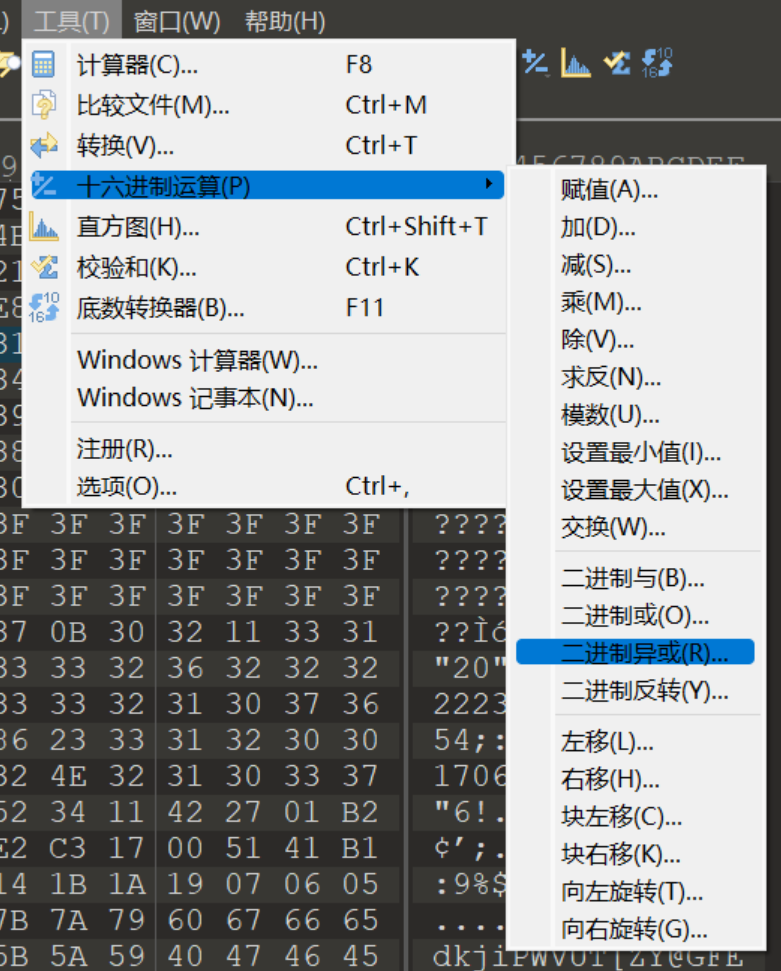 ) 工具(T) 窗口(W) 帮助(H)
计算器(C)... F8
比较文件(M)... Ctrl+M
转换(V)... Ctrl+T
十六进制运算(P)
直方图(H)... Ctrl+Shift+T
校验和(K)... Ctrl+K
底数转换器(B)... F11
Windows 计算器(W)...
Windows 记事本(N)...
注册(R)...
选项(O)... Ctrl+,
赋值(A)...
加(D)...
减(S)...
乘(M)...
除(V)...
求反(N)...
模数(U)...
设置最小值(I)...
设置最大值(X)...
交换(W)...
二进制与(B)...
二进制或(O)...
二进制异或(R)...
二进制反转(Y)...
左移(L)...
右移(H)...
块左移(C)...
块右移(K)...
向左旋转(T)...
向右旋转(G)...
3F 3F 3F 3F 3F 3F 3F ????
3F 3F 3F 3F 3F 3F 3F ????
3F 3F 3F 3F 3F 3F 3F ????
37 0B 30 32 11 33 31 ??Ìó
33 33 32 36 32 32 32 "20"
33 33 32 31 30 37 36 2223
36 23 33 31 32 30 30 54;:
32 4E 32 31 30 33 37 1706
52 34 11 42 27 01 B2 "6!.
E2 C3 17 00 51 41 B1 ¢';.
14 1B 1A 19 07 06 05 :9%$
7B 7A 79 60 67 66 65 ....
5B 5A 59 40 47 46 45 dkjiPWVUT[ZY@GFE